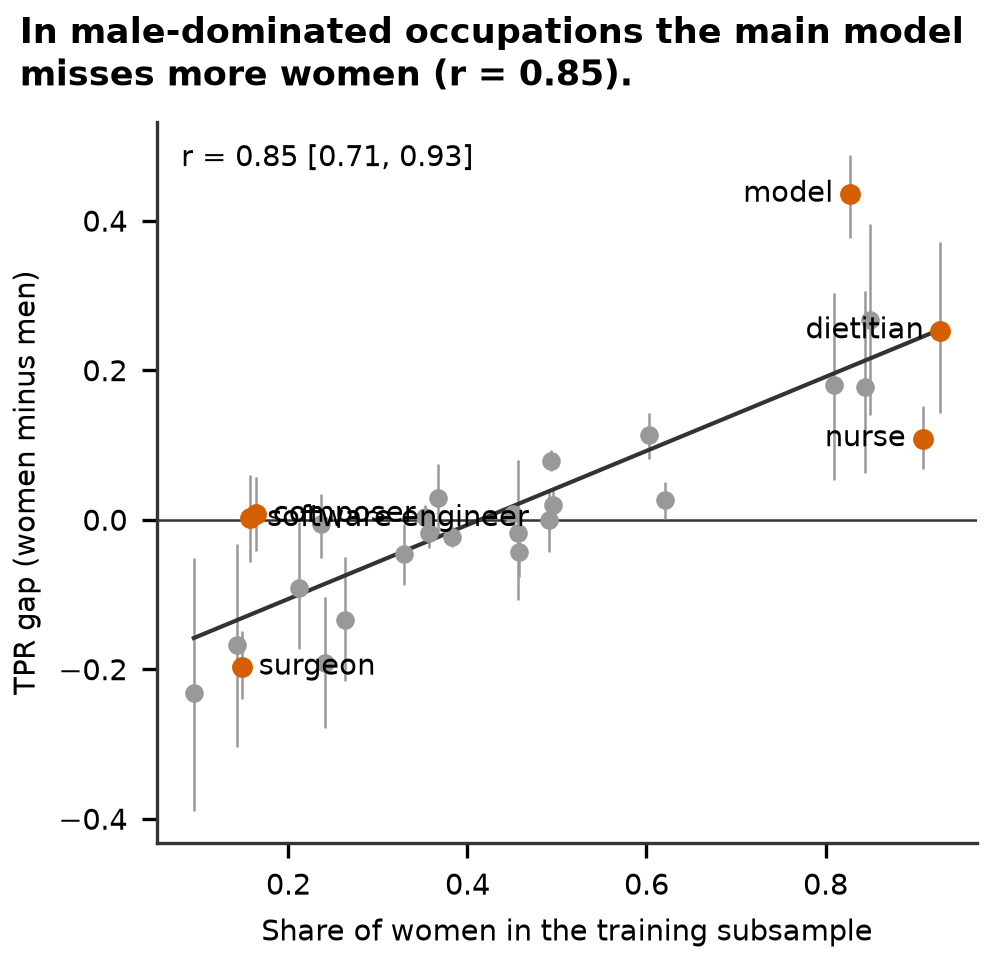 In male-dominated occupations the main model
misses more women (r = 0.85).
r = 0.85 [0.71, 0.93]
model
dietitian
nurse
composer
software engineer
surgeon
TPR gap (women minus men)
0.4
0.2
0.0
−0.2
−0.4
0.2
0.4
0.6
0.8
Share of women in the training subsample